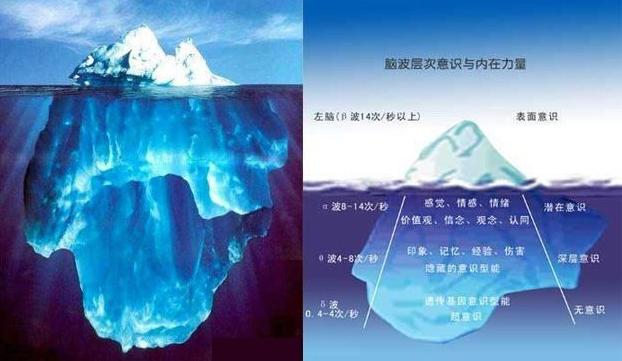 脑波层次意识与内在力量
左脑(β波14次/秒以上) 表面意识
α波8-14次/秒 感觉、情感、情绪 潜在意识
价值观、信念、观念、认同
θ波4-8次/秒 印象、记忆、经验、伤害 深层意识
隐藏的意识型能
δ波 遗传基因意识型能 无意识
0.4-4次/秒 超意识